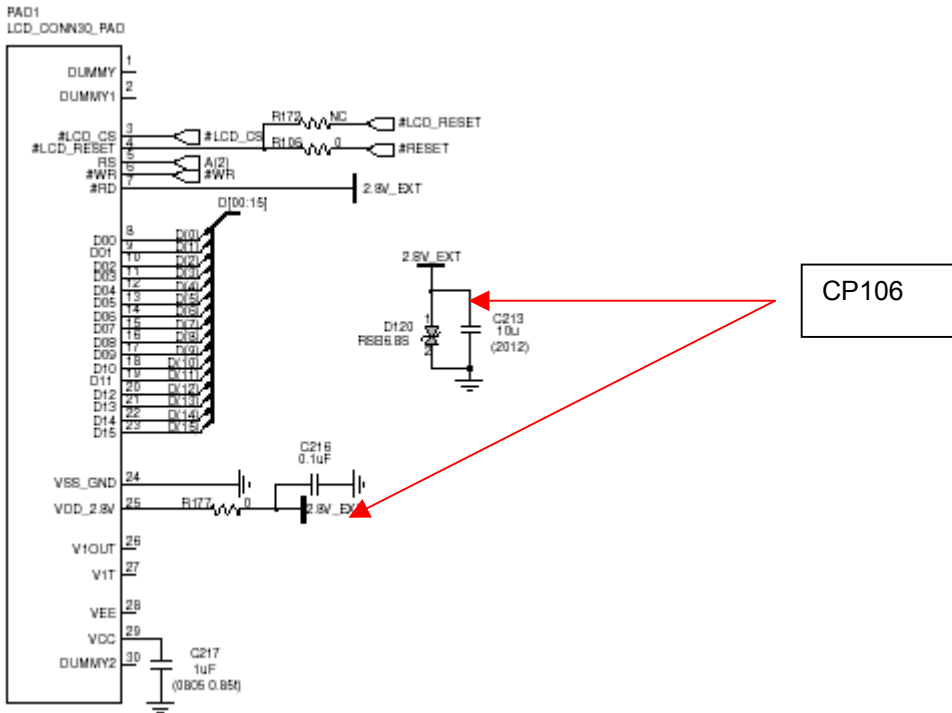 PAD1
LCD_CONN30_PAD
DUMMY 1
DUMMY1 2
#LCD_CS 3 #LCD_CS
#LCD_RESET 4
R172 NC #LCD_RESET
R106 0 #RESET
RS 5 A(2)
#WR 6 #WR
#RD 7 2.8V_EXT
D[00:15]
D00 8 D(0)
D01 9 D(1)
D02 10 D(2)
D03 11 D(3)
D04 12 D(4)
D05 13 D(5)
D06 14 D(6)
D07 15 D(7)
D08 16 D(8)
D09 17 D(9)
D10 18 D(10)
D11 19 D(11)
D12 20 D(12)
D13 21 D(13)
D14 22 D(14)
D15 23 D(15)
2.8V_EXT
1
D120
RSB6.8S
2
C213
10u
(2012)
CP106
VSS_GND 24
C216
0.1uF
VDD_2.8V 25 R177 0 2.8V_EXT
V1OUT 26
V1T 27
VEE 28
VCC 29
DUMMY2 30
C217
1uF
(0805 0.85t)